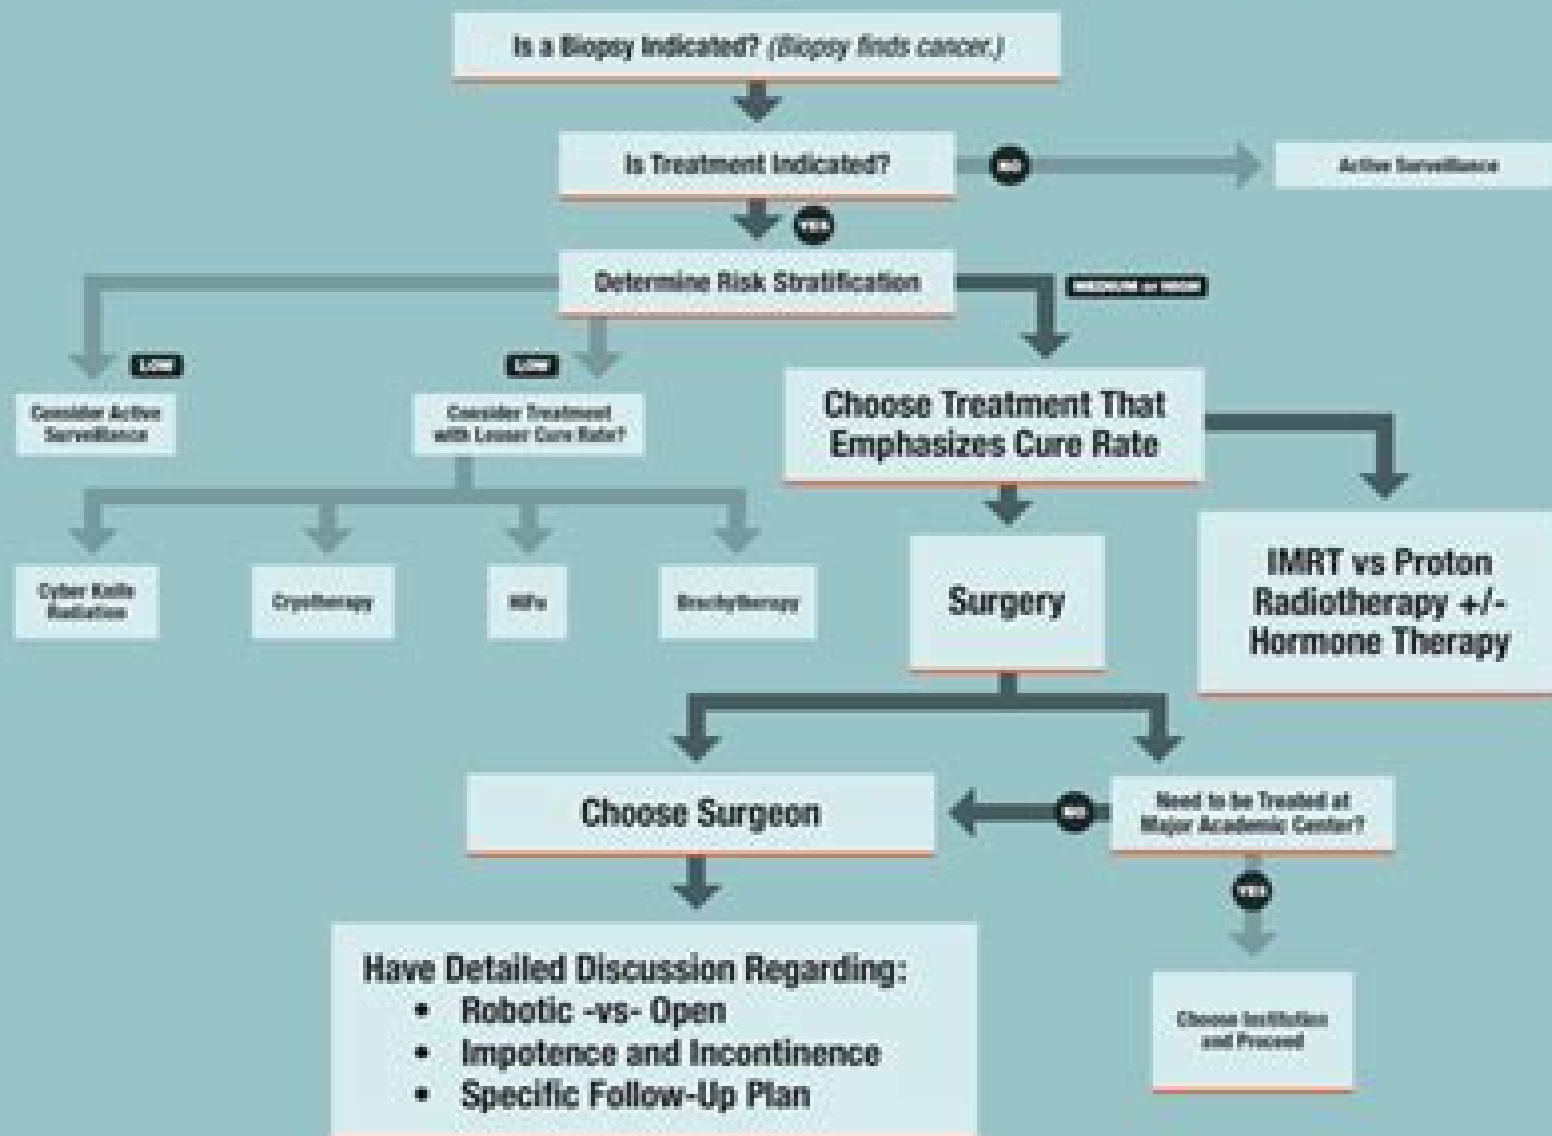 Is a Biopsy Indicated? (Biopsy finds cancer.)
Is Treatment Indicated?
NO
Active Surveillance
YES
Determine Risk Stratification
MEDIUM or HIGH
LOW
LOW
Consider Active
Surveillance
Consider Treatment
with Lesser Cure Rate?
Choose Treatment That
Emphasizes Cure Rate
Cyber Knife
Radiation
Cryotherapy
HiFu
Brachytherapy
Surgery
IMRT vs Proton
Radiotherapy +/-
Hormone Therapy
Choose Surgeon
NO
Need to be Treated at
Major Academic Center?
YES
Have Detailed Discussion Regarding:
• Robotic -vs- Open
• Impotence and Incontinence
• Specific Follow-Up Plan
Choose Institution
and Proceed